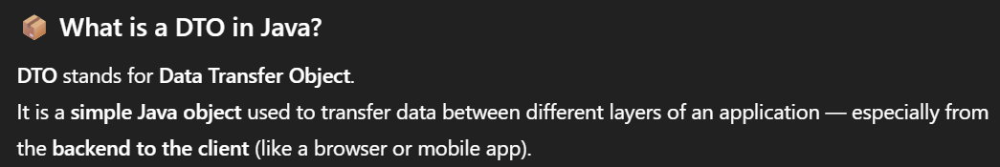 📦 What is a DTO in Java?
DTO stands for Data Transfer Object.
It is a simple Java object used to transfer data between different layers of an application — especially from
the backend to the client (like a browser or mobile app).